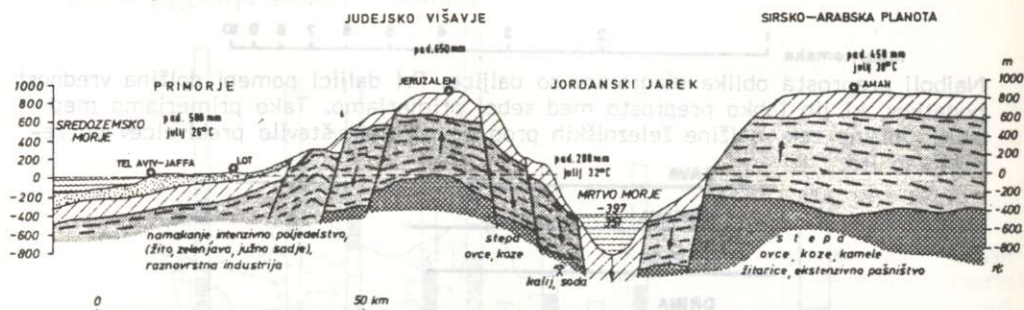 JUDEJSKO VIŠAVJE
SIRSKO-ARABSKA PLANOTA
PRIMORJE
pad. 500 mm
julij 26°C
pad. 650 mm
JERUZALEM
JORDANSKI JAREK
pad. 450 mm
julij 30°C
AMAN
SREDOZEMSKO
MORJE
TEL AVIV-JAFFA
LOT
pad. 200 mm
julij 32°C
MRTVO MORJE
397
1000
800
600
400
200
0
-200
-400
-600
-800
m
1000
800
600
400
200
0
-200
-400
-600
-800
namakanje intenzivno poljedelstvo,
(žito, zelenjava, južno sadje),
raznovrstna industrija
stepa
ovce, koze
kalij, soda
stepa
ovce, koze, kamele
žitarice, ekstenzivno pašništvo
0 50 km